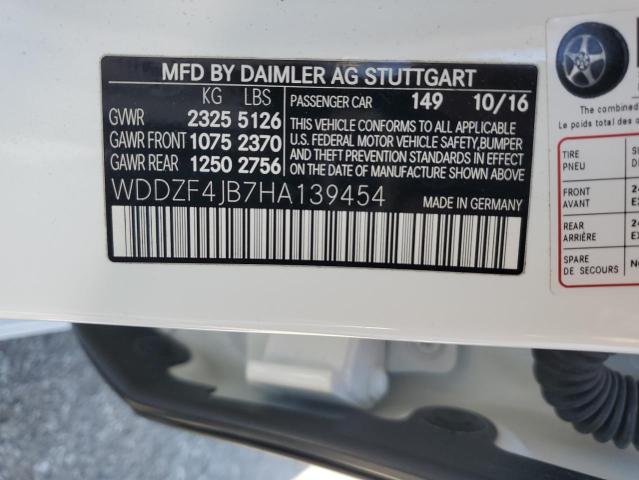 MFD BY DAIMLER AG STUTTGART
KG LBS
PASSENGER CAR 149 10/16
GVWR 2325 5126
GAWR FRONT 1075 2370
GAWR REAR 1250 2756
THIS VEHICLE CONFORMS TO ALL APPLICABLE
U.S. FEDERAL MOTOR VEHICLE SAFETY,BUMPER
AND THEFT PREVENTION STANDARDS IN EFFECT
ON THE DATE OF MANUFACTURE SHOWN ABOVE.
WDDZF4JB7HA139454
MADE IN GERMANY
The combined
Le poids total des
TIRE
PNEU
FRONT
AVANT
REAR
ARRIÈRE
SPARE
DE SECOURS